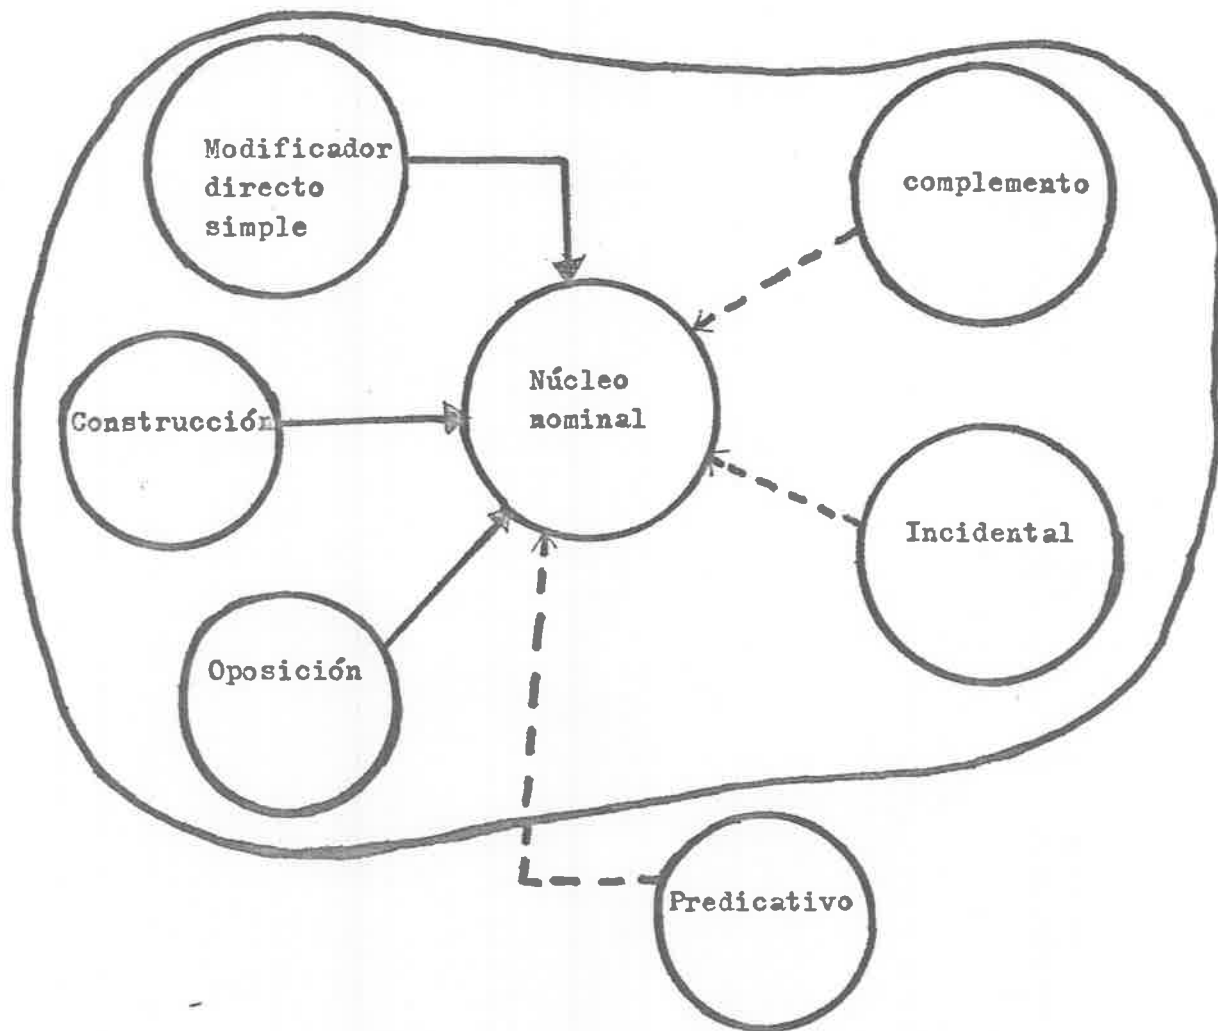 Modificador
directo
simple
complemento
Núcleo
nominal
Construcción
Incidental
Oposición
Predicativo